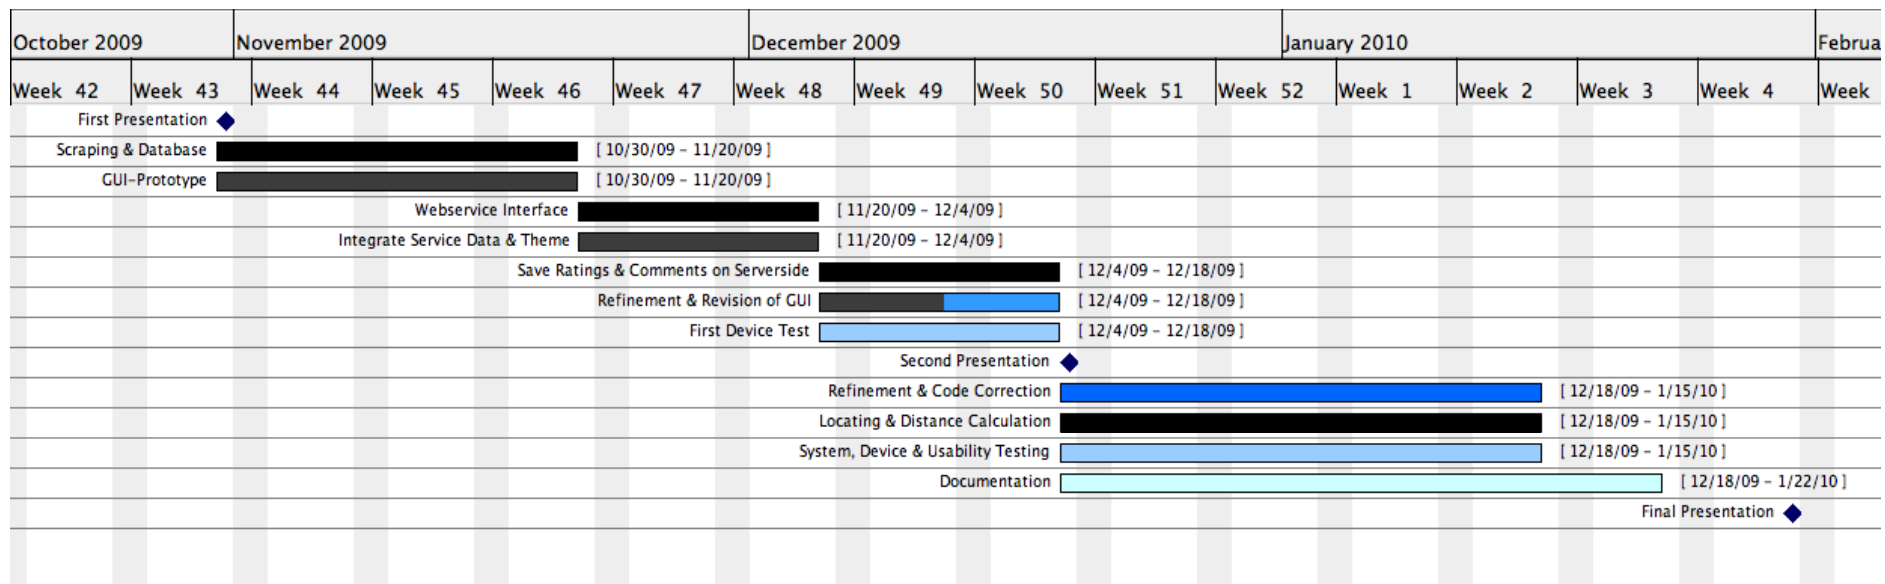 October 2009 November 2009 December 2009 January 2010 Februa
Week 42 Week 43 Week 44 Week 45 Week 46 Week 47 Week 48 Week 49 Week 50 Week 51 Week 52 Week 1 Week 2 Week 3 Week 4 Week
First Presentation
Scraping & Database [ 10/30/09 – 11/20/09 ]
GUI–Prototype [ 10/30/09 – 11/20/09 ]
Webservice Interface [ 11/20/09 – 12/4/09 ]
Integrate Service Data & Theme [ 11/20/09 – 12/4/09 ]
Save Ratings & Comments on Serverside [ 12/4/09 – 12/18/09 ]
Refinement & Revision of GUI [ 12/4/09 – 12/18/09 ]
First Device Test [ 12/4/09 – 12/18/09 ]
Second Presentation
Refinement & Code Correction [ 12/18/09 – 1/15/10 ]
Locating & Distance Calculation [ 12/18/09 – 1/15/10 ]
System, Device & Usability Testing [ 12/18/09 – 1/15/10 ]
Documentation [ 12/18/09 – 1/22/10 ]
Final Presentation